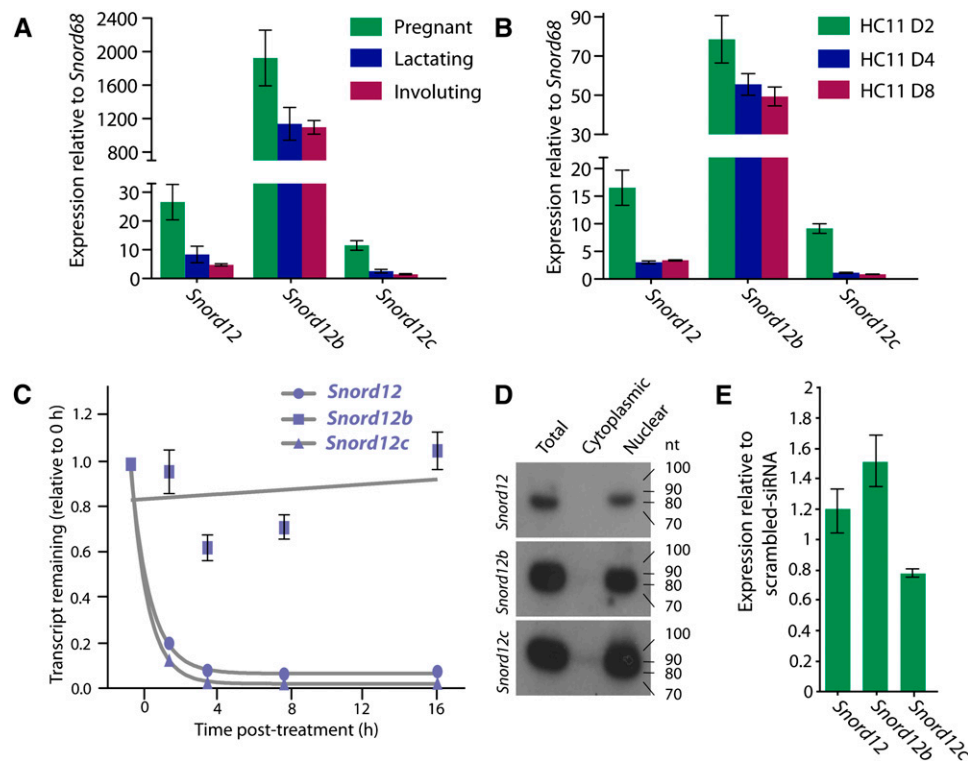 A
Expression relative to Snord68
2400
2000
1600
1200
800
30
20
10
0
Pregnant
Lactating
Involuting
Snord12
Snord12b
Snord12c
B
Expression relative to Snord68
90
70
50
30
20
15
10
5
0
HC11 D2
HC11 D4
HC11 D8
Snord12
Snord12b
Snord12c
C
Transcript remaining (relative to 0 h)
1.2
1.0
0.8
0.6
0.4
0.2
0.0
Snord12
Snord12b
Snord12c
0
4
8
12
16
Time post-treatment (h)
D
Total
Cytoplasmic
Nuclear
nt
Snord12
100
90
80
70
Snord12b
100
90
80
70
Snord12c
100
90
80
70
E
Expression relative to
scrambled-siRNA
2
1.8
1.6
1.4
1.2
1
0.8
0.6
0.4
0.2
0
Snord12
Snord12b
Snord12c